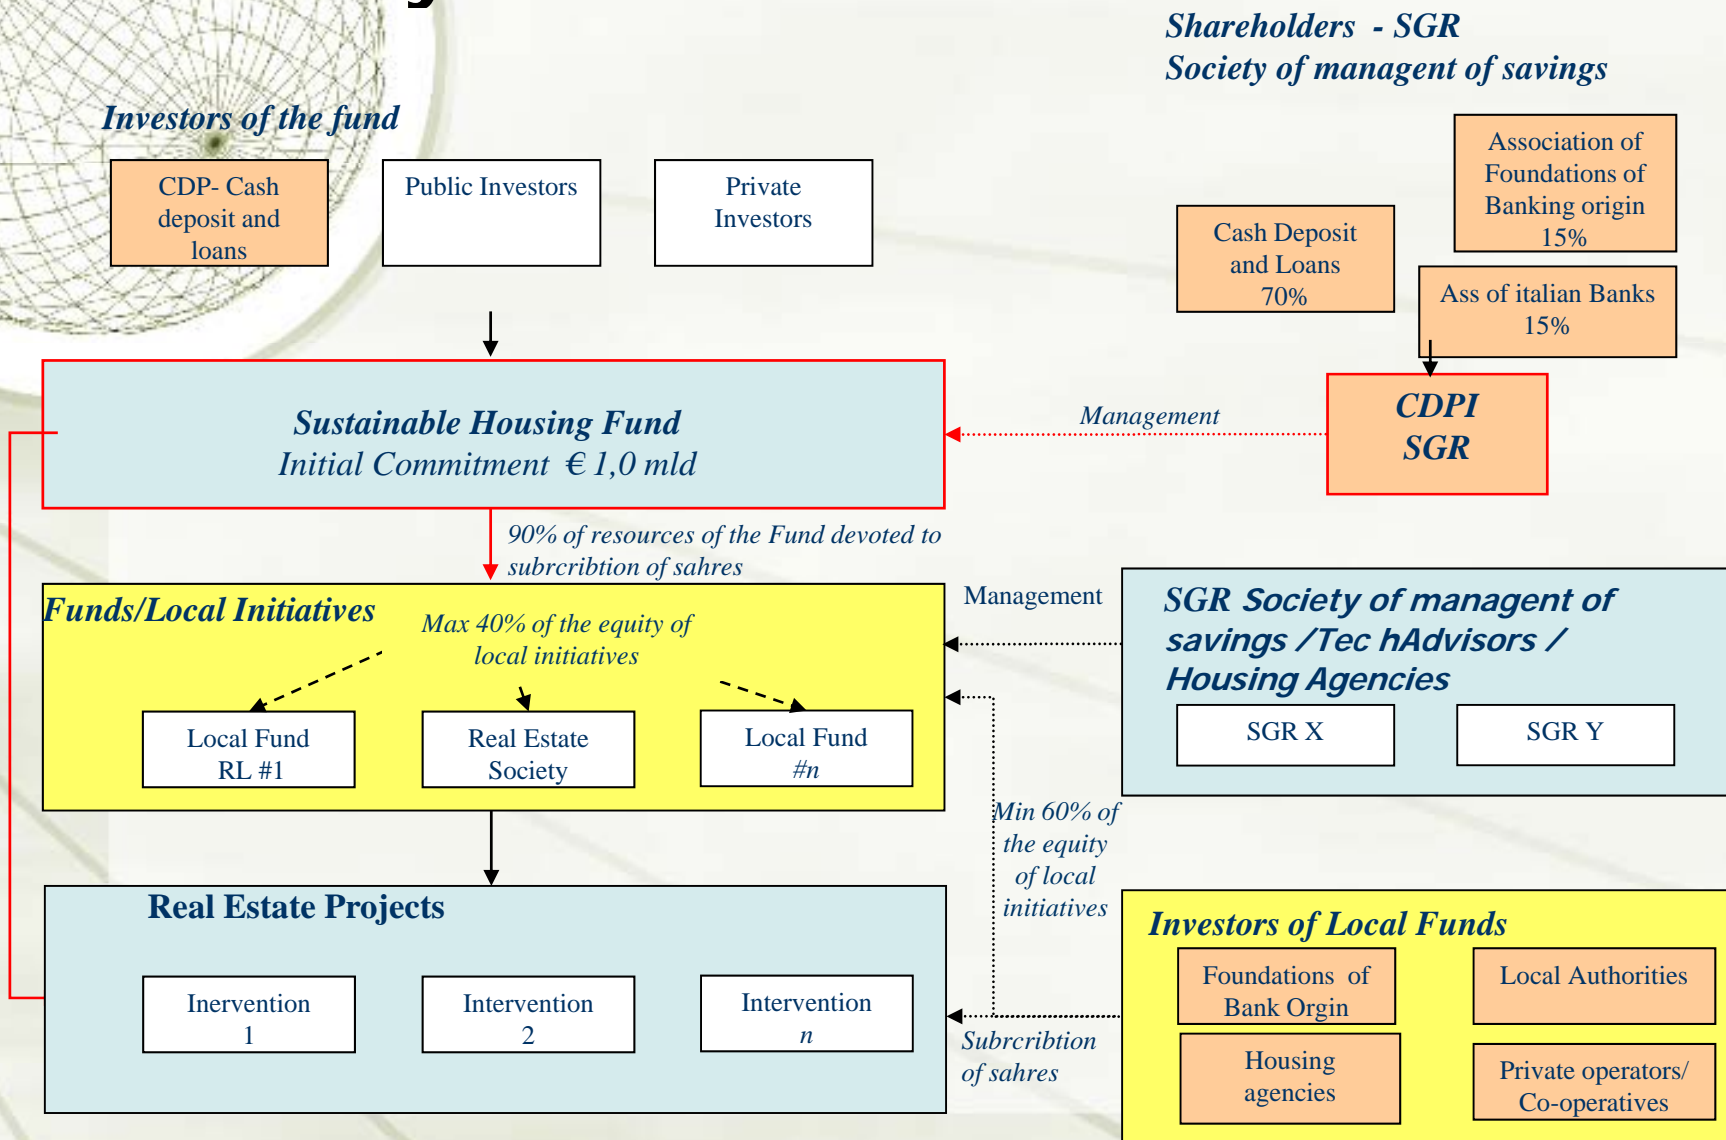 Shareholders - SGR
Society of managent of savings
Investors of the fund
CDP- Cash
deposit and
loans
Public Investors
Private
Investors
Cash Deposit
and Loans
70%
Association of
Foundations of
Banking origin
15%
Ass of italian Banks
15%
CDPI
SGR
Management
Sustainable Housing Fund
Initial Commitment € 1,0 mld
90% of resources of the Fund devoted to
subrcribtion of sahres
Funds/Local Initiatives
Max 40% of the equity of
local initiatives
Local Fund
RL #1
Real Estate
Society
Local Fund
#n
Management
SGR Society of managent of
savings /Tec hAdvisors /
Housing Agencies
SGR X
SGR Y
Min 60% of
the equity
of local
initiatives
Real Estate Projects
Inervention
1
Intervention
2
Intervention
n
Subrcribtion
of sahres
Investors of Local Funds
Foundations of
Bank Orgin
Local Authorities
Housing
agencies
Private operators/
Co-operatives